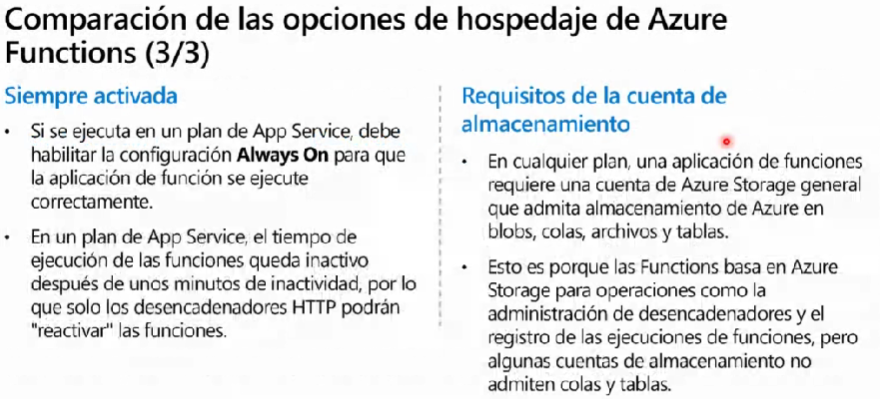 Comparación de las opciones de hospedaje de Azure
Functions (3/3)
Siempre activada
• Si se ejecuta en un plan de App Service, debe
habilitar la configuración Always On para que
la aplicación de función se ejecute
correctamente.
• En un plan de App Service, el tiempo de
ejecución de las funciones queda inactivo
después de unos minutos de inactividad, por lo
que solo los desencadenadores HTTP podrán
"reactivar" las funciones.
Requisitos de la cuenta de
almacenamiento
• En cualquier plan, una aplicación de funciones
requiere una cuenta de Azure Storage general
que admita almacenamiento de Azure en
blobs, colas, archivos y tablas.
• Esto es porque las Functions basa en Azure
Storage para operaciones como la
administración de desencadenadores y el
registro de las ejecuciones de funciones, pero
algunas cuentas de almacenamiento no
admiten colas y tablas.